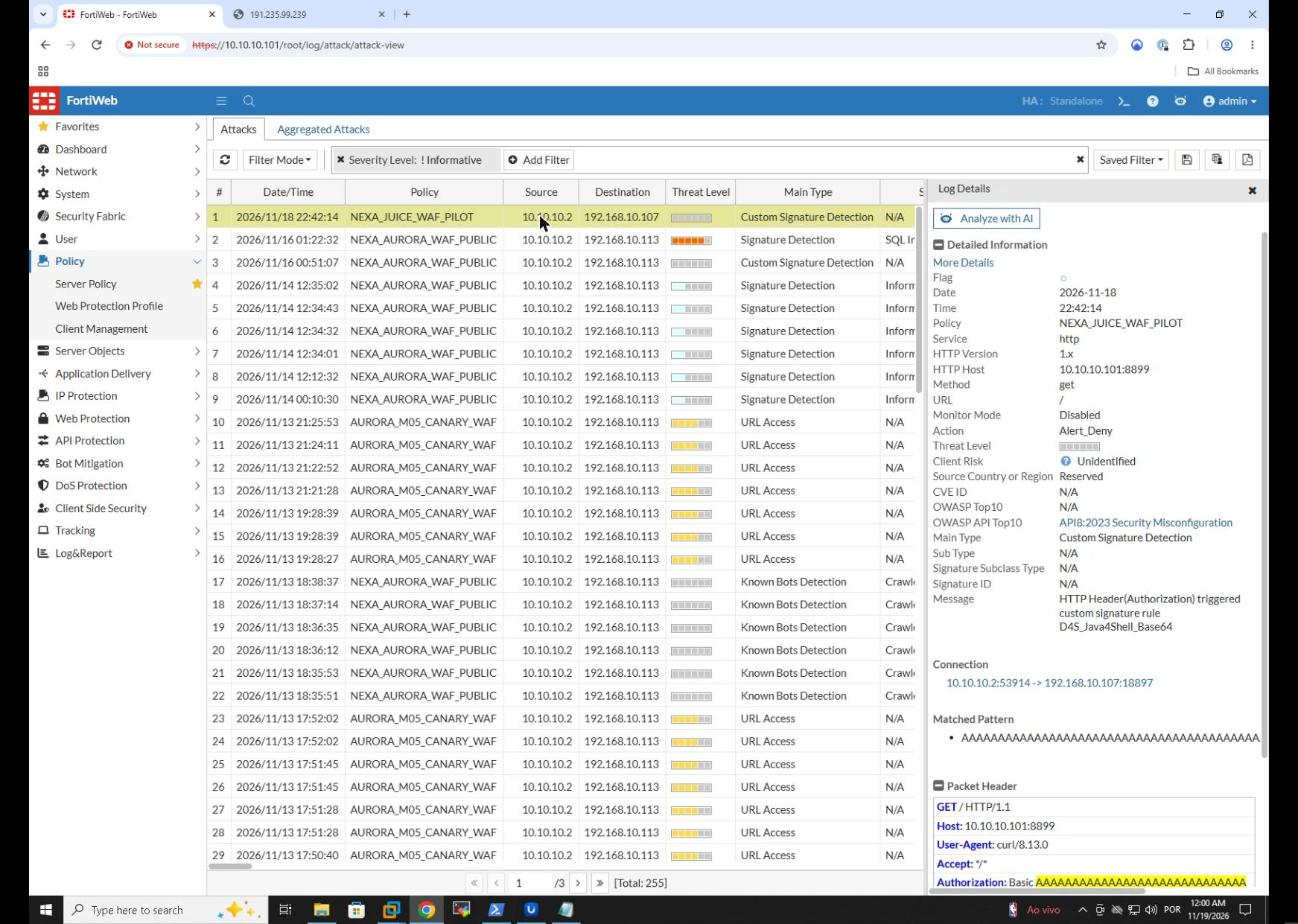 FortiWeb - FortiWeb
191.235.99.239
Not secure https://10.10.10.101/root/log/attack/attack-view
All Bookmarks
FortiWeb HA: Standalone admin
Favorites
Dashboard
Network
System
Security Fabric
User
Policy
Server Policy
Web Protection Profile
Client Management
Server Objects
Application Delivery
IP Protection
Web Protection
API Protection
Bot Mitigation
DoS Protection
Client Side Security
Tracking
Log&Report
Attacks Aggregated Attacks
Filter Mode Severity Level: ! Informative Add Filter Saved Filter
# Date/Time Policy Source Destination Threat Level Main Type S
1 2026/11/18 22:42:14 NEXA_JUICE_WAF_PILOT 10.10.10.2 192.168.10.107 Custom Signature Detection N/A
2 2026/11/16 01:22:32 NEXA_AURORA_WAF_PUBLIC 10.10.10.2 192.168.10.113 Signature Detection SQL Ir
3 2026/11/16 00:51:07 NEXA_AURORA_WAF_PUBLIC 10.10.10.2 192.168.10.113 Custom Signature Detection N/A
4 2026/11/14 12:35:02 NEXA_AURORA_WAF_PUBLIC 10.10.10.2 192.168.10.113 Signature Detection Inform
5 2026/11/14 12:34:43 NEXA_AURORA_WAF_PUBLIC 10.10.10.2 192.168.10.113 Signature Detection Inform
6 2026/11/14 12:34:32 NEXA_AURORA_WAF_PUBLIC 10.10.10.2 192.168.10.113 Signature Detection Inform
7 2026/11/14 12:34:01 NEXA_AURORA_WAF_PUBLIC 10.10.10.2 192.168.10.113 Signature Detection Inform
8 2026/11/14 12:12:32 NEXA_AURORA_WAF_PUBLIC 10.10.10.2 192.168.10.113 Signature Detection Inform
9 2026/11/14 00:10:30 NEXA_AURORA_WAF_PUBLIC 10.10.10.2 192.168.10.113 Signature Detection Inform
10 2026/11/13 21:25:53 AURORA_M05_CANARY_WAF 10.10.10.2 192.168.10.113 URL Access N/A
11 2026/11/13 21:24:11 AURORA_M05_CANARY_WAF 10.10.10.2 192.168.10.113 URL Access N/A
12 2026/11/13 21:22:52 AURORA_M05_CANARY_WAF 10.10.10.2 192.168.10.113 URL Access N/A
13 2026/11/13 21:21:28 AURORA_M05_CANARY_WAF 10.10.10.2 192.168.10.113 URL Access N/A
14 2026/11/13 19:28:39 AURORA_M05_CANARY_WAF 10.10.10.2 192.168.10.113 URL Access N/A
15 2026/11/13 19:28:39 AURORA_M05_CANARY_WAF 10.10.10.2 192.168.10.113 URL Access N/A
16 2026/11/13 19:28:27 AURORA_M05_CANARY_WAF 10.10.10.2 192.168.10.113 URL Access N/A
17 2026/11/13 18:38:37 NEXA_AURORA_WAF_PUBLIC 10.10.10.2 192.168.10.113 Known Bots Detection Crawle
18 2026/11/13 18:37:14 NEXA_AURORA_WAF_PUBLIC 10.10.10.2 192.168.10.113 Known Bots Detection Crawle
19 2026/11/13 18:36:35 NEXA_AURORA_WAF_PUBLIC 10.10.10.2 192.168.10.113 Known Bots Detection Crawle
20 2026/11/13 18:36:12 NEXA_AURORA_WAF_PUBLIC 10.10.10.2 192.168.10.113 Known Bots Detection Crawle
21 2026/11/13 18:35:53 NEXA_AURORA_WAF_PUBLIC 10.10.10.2 192.168.10.113 Known Bots Detection Crawle
22 2026/11/13 18:35:51 NEXA_AURORA_WAF_PUBLIC 10.10.10.2 192.168.10.113 Known Bots Detection Crawle
23 2026/11/13 17:52:02 AURORA_M05_CANARY_WAF 10.10.10.2 192.168.10.113 URL Access N/A
24 2026/11/13 17:52:02 AURORA_M05_CANARY_WAF 10.10.10.2 192.168.10.113 URL Access N/A
25 2026/11/13 17:51:45 AURORA_M05_CANARY_WAF 10.10.10.2 192.168.10.113 URL Access N/A
26 2026/11/13 17:51:45 AURORA_M05_CANARY_WAF 10.10.10.2 192.168.10.113 URL Access N/A
27 2026/11/13 17:51:28 AURORA_M05_CANARY_WAF 10.10.10.2 192.168.10.113 URL Access N/A
28 2026/11/13 17:51:28 AURORA_M05_CANARY_WAF 10.10.10.2 192.168.10.113 URL Access N/A
29 2026/11/13 17:50:40 AURORA_M05_CANARY_WAF 10.10.10.2 192.168.10.113 URL Access N/A
1 /3 [Total: 255]
Log Details
Analyze with AI
Detailed Information
More Details
Flag
Date 2026-11-18
Time 22:42:14
Policy NEXA_JUICE_WAF_PILOT
Service http
HTTP Version 1.x
HTTP Host 10.10.10.101:8899
Method get
URL /
Monitor Mode Disabled
Action Alert_Deny
Threat Level
Client Risk Unidentified
Source Country or Region Reserved
CVE ID N/A
OWASP Top10 N/A
OWASP API Top10 API8:2023 Security Misconfiguration
Main Type Custom Signature Detection
Sub Type N/A
Signature Subclass Type N/A
Signature ID N/A
Message HTTP Header(Authorization) triggered
custom signature rule
D4S_Java4Shell_Base64
Connection
10.10.10.2:53914 -> 192.168.10.107:18897
Matched Pattern
• AAAAAAAAAAAAAAAAAAAAAAAAAAAAAAAAAAAAAAAAA
Packet Header
GET / HTTP/1.1
Host: 10.10.10.101:8899
User-Agent: curl/8.13.0
Accept: */*
Authorization: Basic AAAAAAAAAAAAAAAAAAAAAAAAAAAAA
Type here to search
Ao vivo POR 12:00 AM
11/19/2026